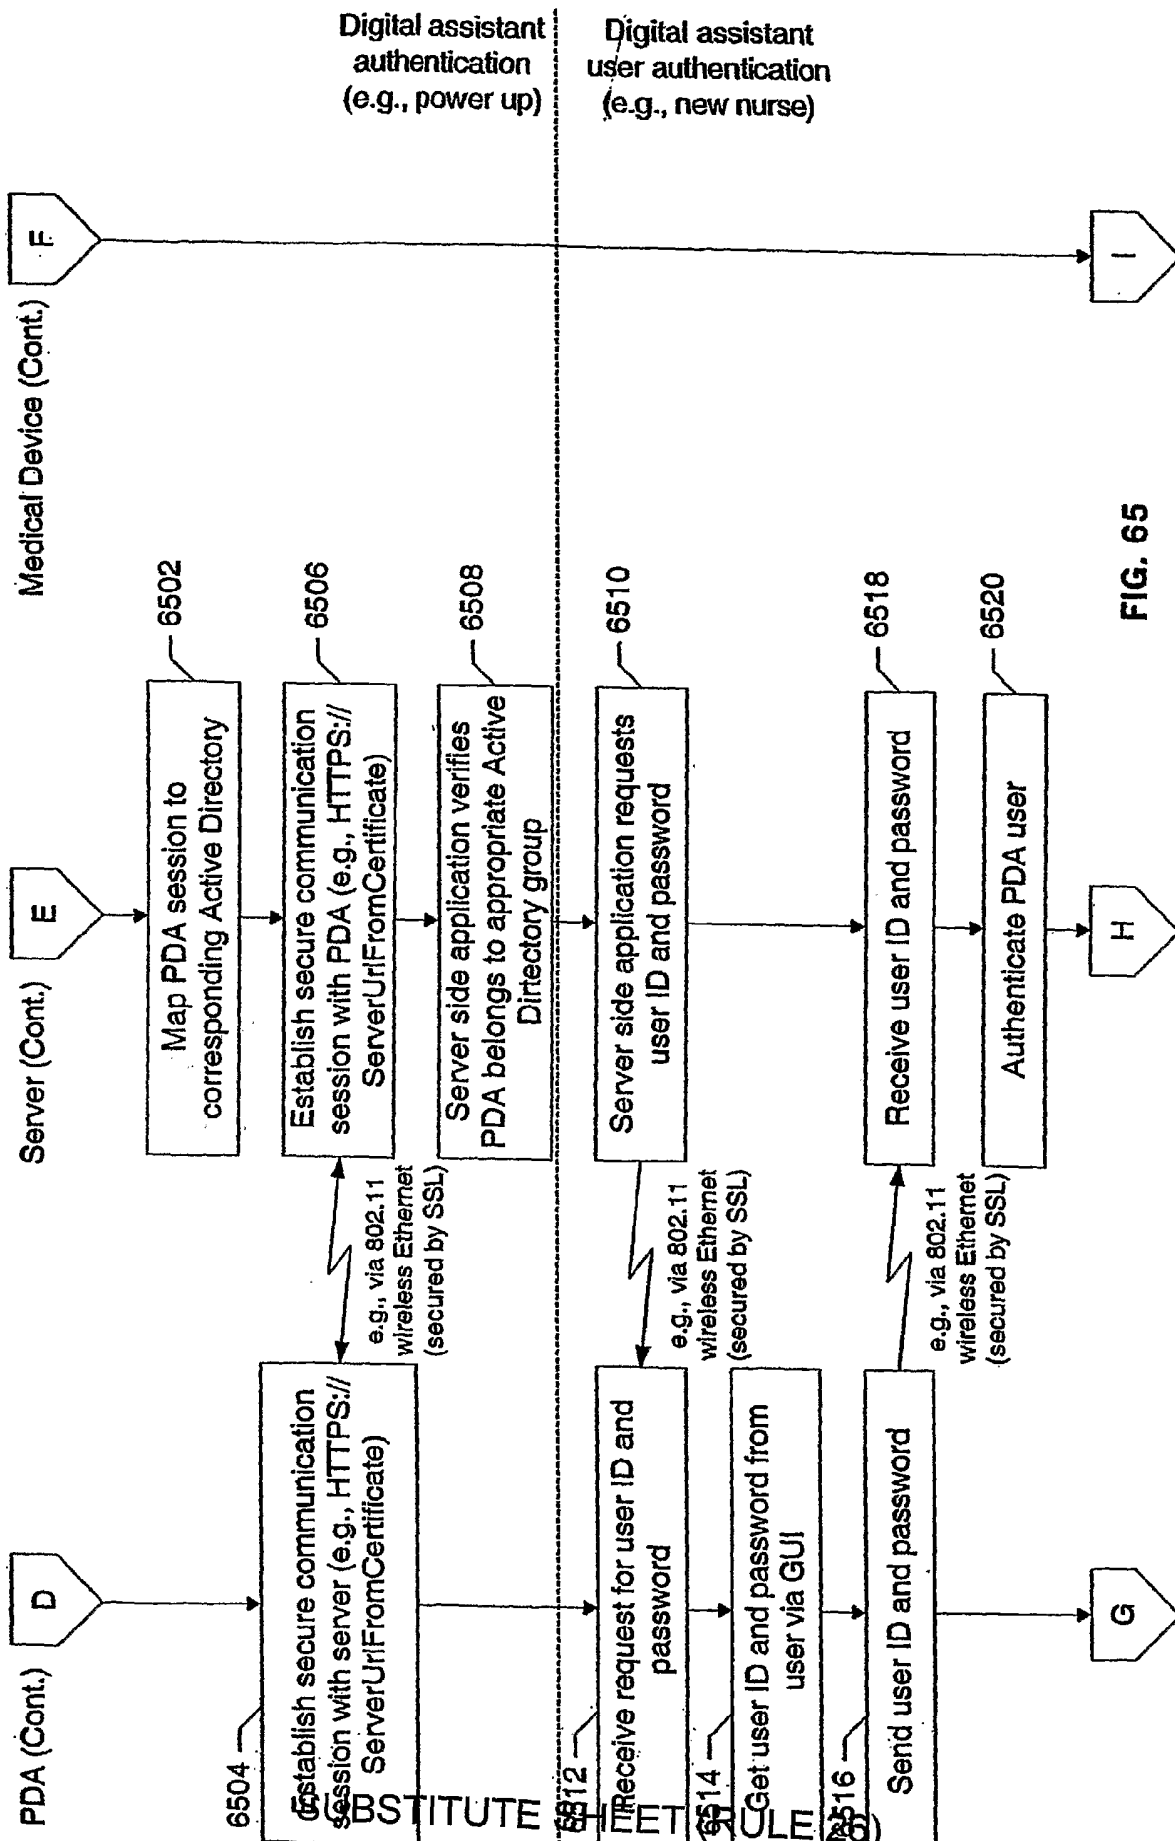 PDA (Cont.)
Server (Cont.)
Medical Device (Cont.)
D
E
F
Digital assistant
authentication
(e.g., power up)
6502
Map PDA session to
corresponding Active Directory
6504
Establish secure communication
session with server (e.g., HTTPS://
ServerUrlFromCertificate)
e.g., via 802.11
wireless Ethernet
(secured by SSL)
6506
Establish secure communication
session with PDA (e.g., HTTPS://
ServerUrlFromCertificate)
6508
Server side application verifies
PDA belongs to appropriate Active
Dirtectory group
Digital assistant
user authentication
(e.g., new nurse)
6510
Server side application requests
user ID and password
e.g., via 802.11
wireless Ethernet
(secured by SSL)
6512
Receive request for user ID and
password
6514
Get user ID and password from
user via GUI
6516
Send user ID and password
e.g., via 802.11
wireless Ethernet
(secured by SSL)
6518
Receive user ID and password
6520
Authenticate PDA user
G
H
I
FIG. 65
SUBSTITUTE SHEET (RULE 26)